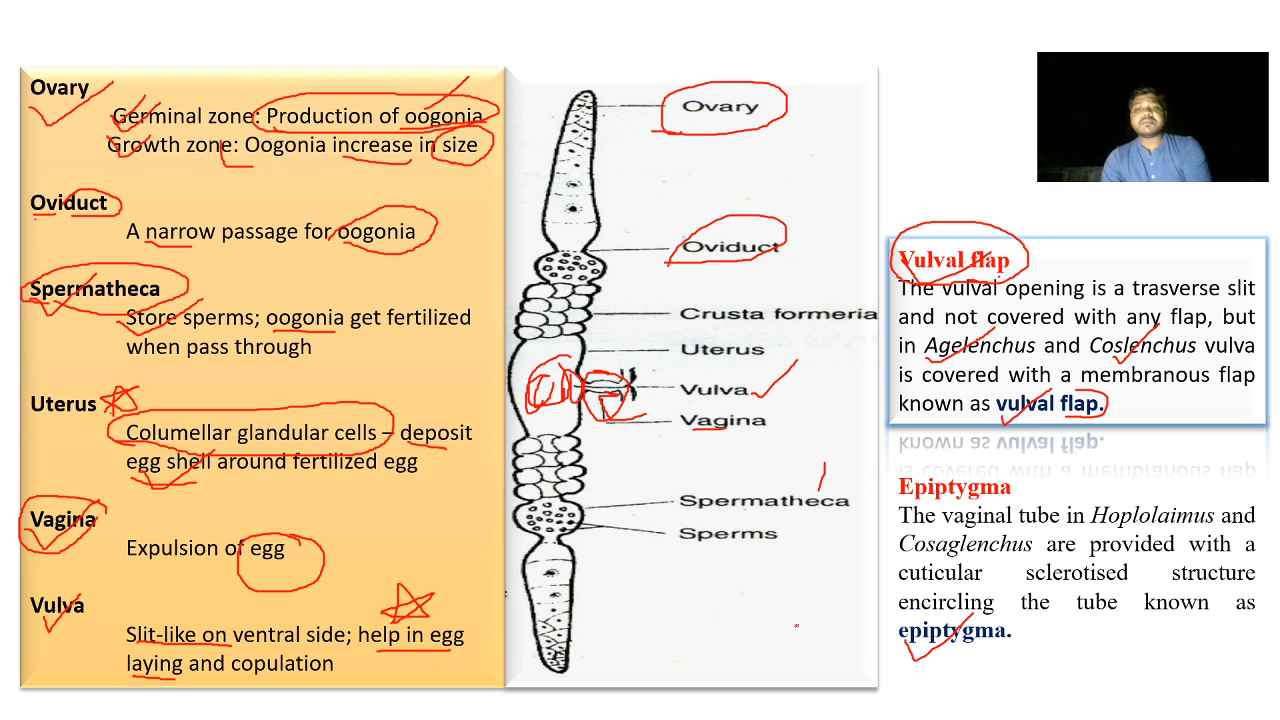 Ovary
Germinal zone: Production of oogonia
Growth zone: Oogonia increase in size
Oviduct
A narrow passage for oogonia
Spermatheca
Store sperms; oogonia get fertilized
when pass through
Uterus
Columellar glandular cells – deposit
egg shell around fertilized egg
Vagina
Expulsion of egg
Vulva
Slit-like on ventral side; help in egg
laying and copulation
Ovary
Oviduct
Crusta formeria
Uterus
Vulva
Vagina
Spermatheca
Sperms
Vulval flap
The vulval opening is a trasverse slit
and not covered with any flap, but
in Agelenchus and Coslenchus vulva
is covered with a membranous flap
known as vulval flap.
Epiptygma
The vaginal tube in Hoplolaimus and
Cosaglenchus are provided with a
cuticular sclerotised structure
encircling the tube known as
epiptygma.